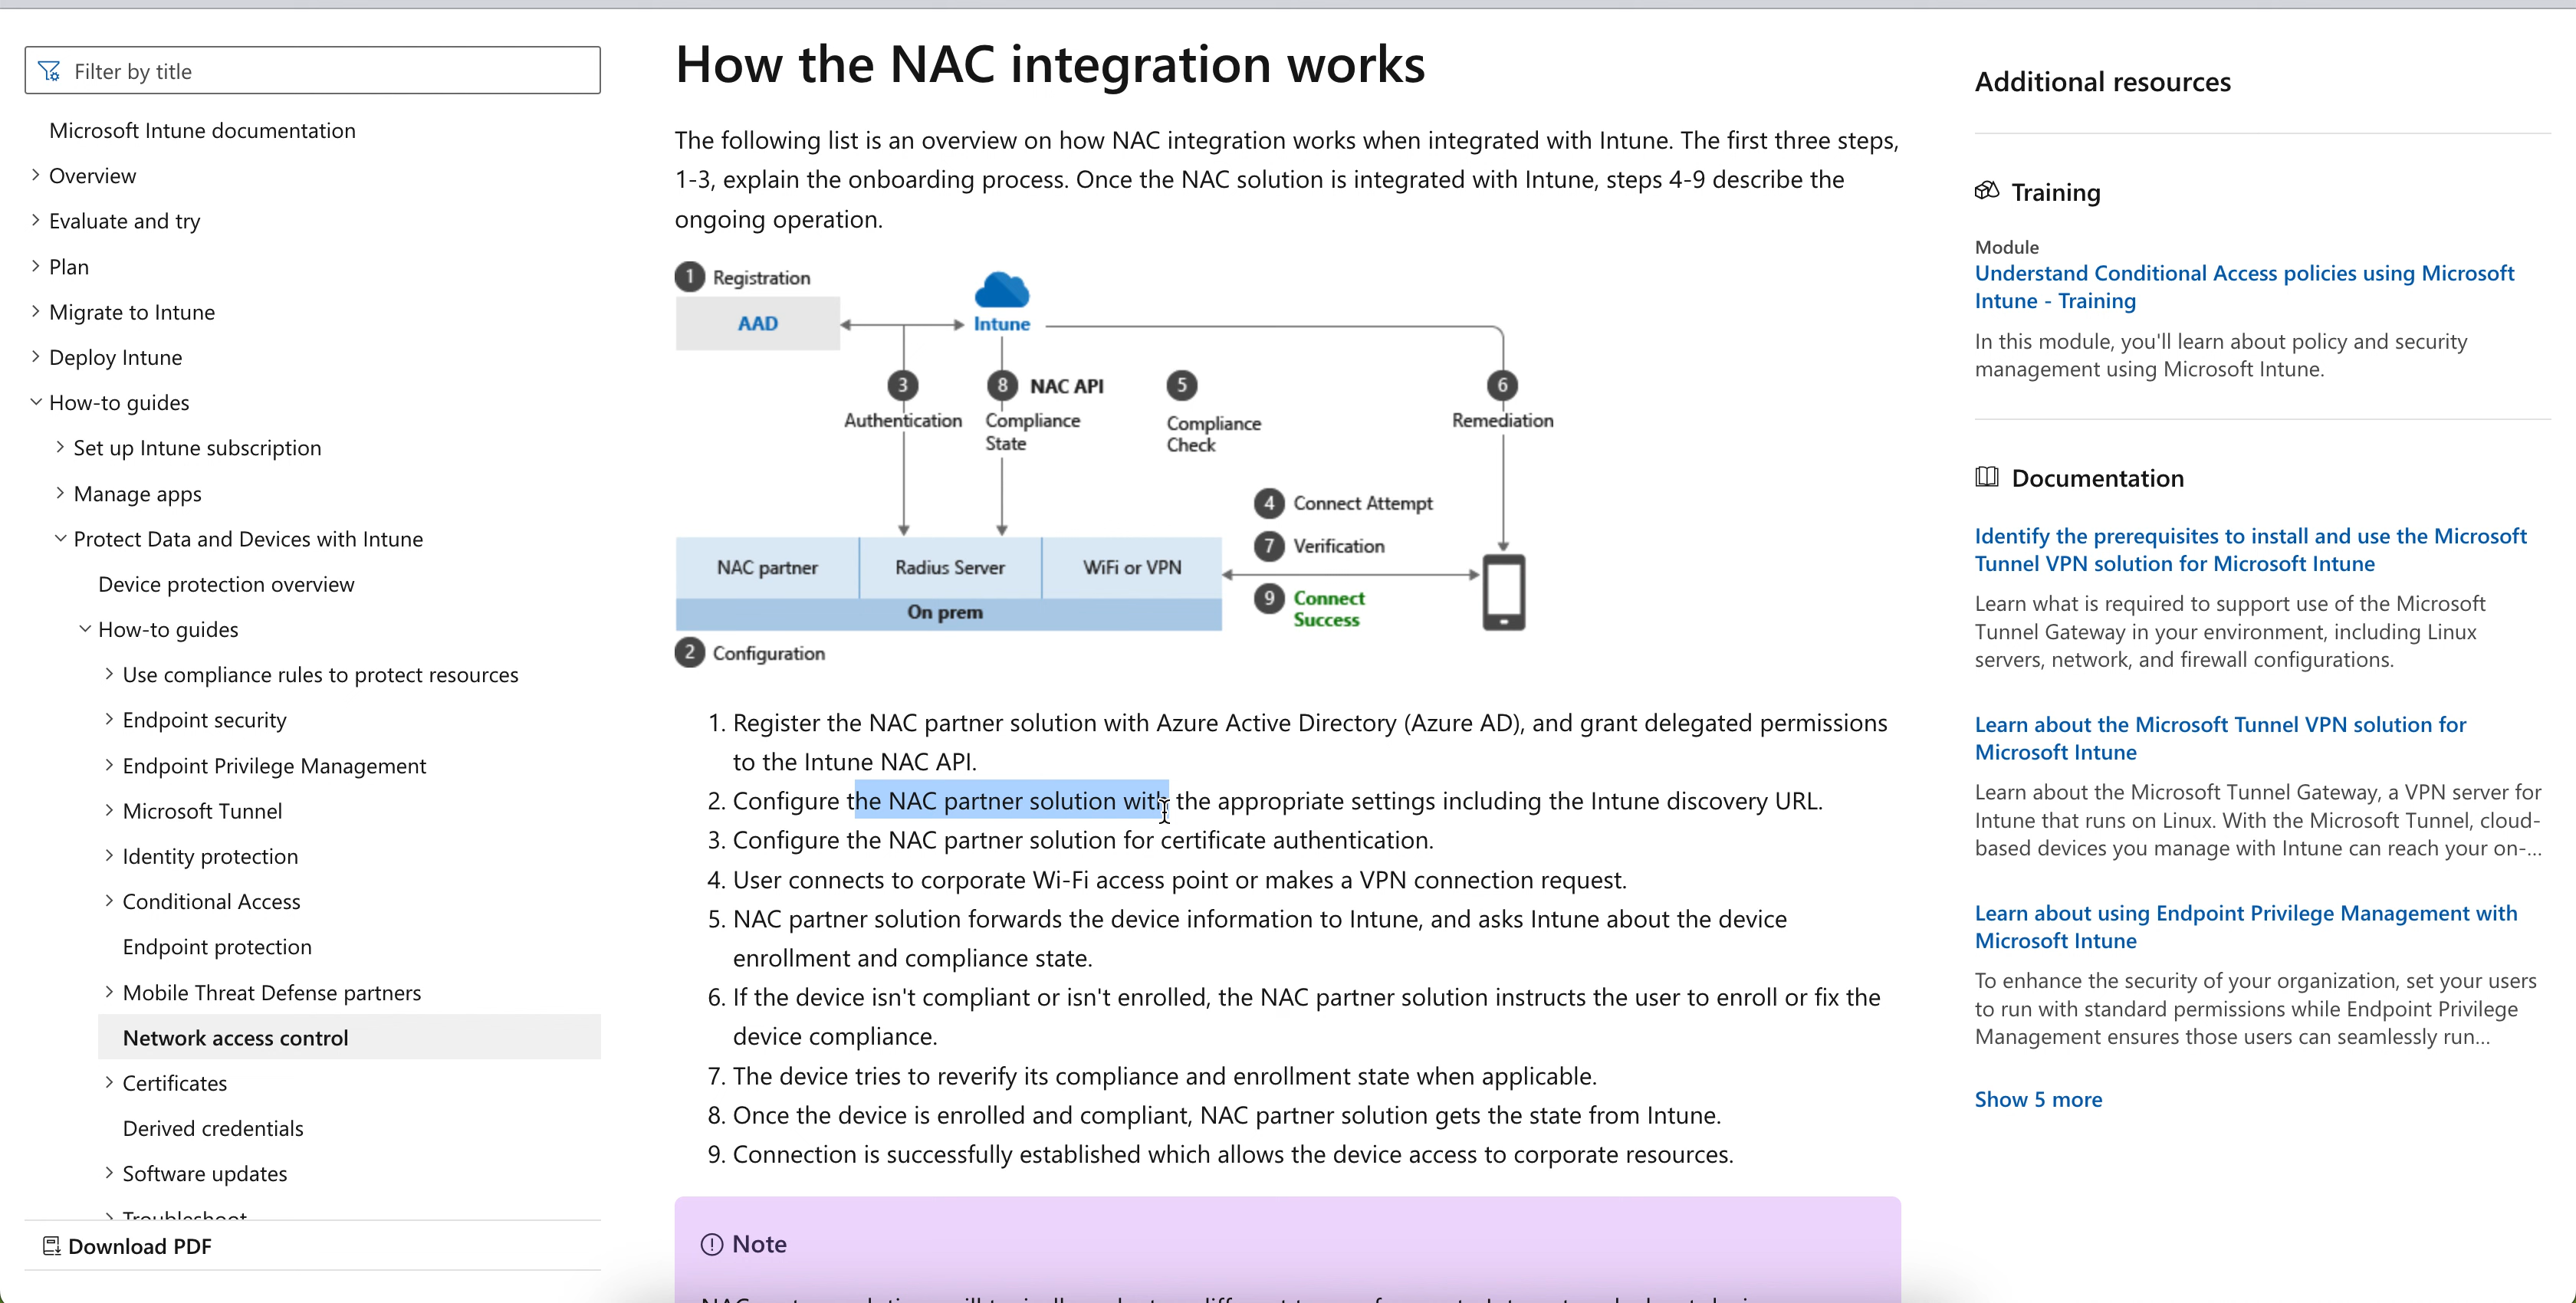 Filter by title
Microsoft Intune documentation
Overview
Evaluate and try
Plan
Migrate to Intune
Deploy Intune
How-to guides
Set up Intune subscription
Manage apps
Protect Data and Devices with Intune
Device protection overview
How-to guides
Use compliance rules to protect resources
Endpoint security
Endpoint Privilege Management
Microsoft Tunnel
Identity protection
Conditional Access
Endpoint protection
Mobile Threat Defense partners
Network access control
Certificates
Derived credentials
Software updates
Troubleshoot
Download PDF
How the NAC integration works
The following list is an overview on how NAC integration works when integrated with Intune. The first three steps,
1-3, explain the onboarding process. Once the NAC solution is integrated with Intune, steps 4-9 describe the
ongoing operation.
1 Registration
AAD
Intune
3
Authentication
8 NAC API
Compliance
State
5
Compliance
Check
6
Remediation
4 Connect Attempt
7 Verification
9 Connect
Success
NAC partner
Radius Server
WiFi or VPN
On prem
2 Configuration
1. Register the NAC partner solution with Azure Active Directory (Azure AD), and grant delegated permissions
to the Intune NAC API.
2. Configure the NAC partner solution with the appropriate settings including the Intune discovery URL.
3. Configure the NAC partner solution for certificate authentication.
4. User connects to corporate Wi-Fi access point or makes a VPN connection request.
5. NAC partner solution forwards the device information to Intune, and asks Intune about the device
enrollment and compliance state.
6. If the device isn't compliant or isn't enrolled, the NAC partner solution instructs the user to enroll or fix the
device compliance.
7. The device tries to reverify its compliance and enrollment state when applicable.
8. Once the device is enrolled and compliant, NAC partner solution gets the state from Intune.
9. Connection is successfully established which allows the device access to corporate resources.
Note
Additional resources
Training
Module
Understand Conditional Access policies using Microsoft
Intune - Training
In this module, you'll learn about policy and security
management using Microsoft Intune.
Documentation
Identify the prerequisites to install and use the Microsoft
Tunnel VPN solution for Microsoft Intune
Learn what is required to support use of the Microsoft
Tunnel Gateway in your environment, including Linux
servers, network, and firewall configurations.
Learn about the Microsoft Tunnel VPN solution for
Microsoft Intune
Learn about the Microsoft Tunnel Gateway, a VPN server for
Intune that runs on Linux. With the Microsoft Tunnel, cloud-
based devices you manage with Intune can reach your on-...
Learn about using Endpoint Privilege Management with
Microsoft Intune
To enhance the security of your organization, set your users
to run with standard permissions while Endpoint Privilege
Management ensures those users can seamlessly run...
Show 5 more